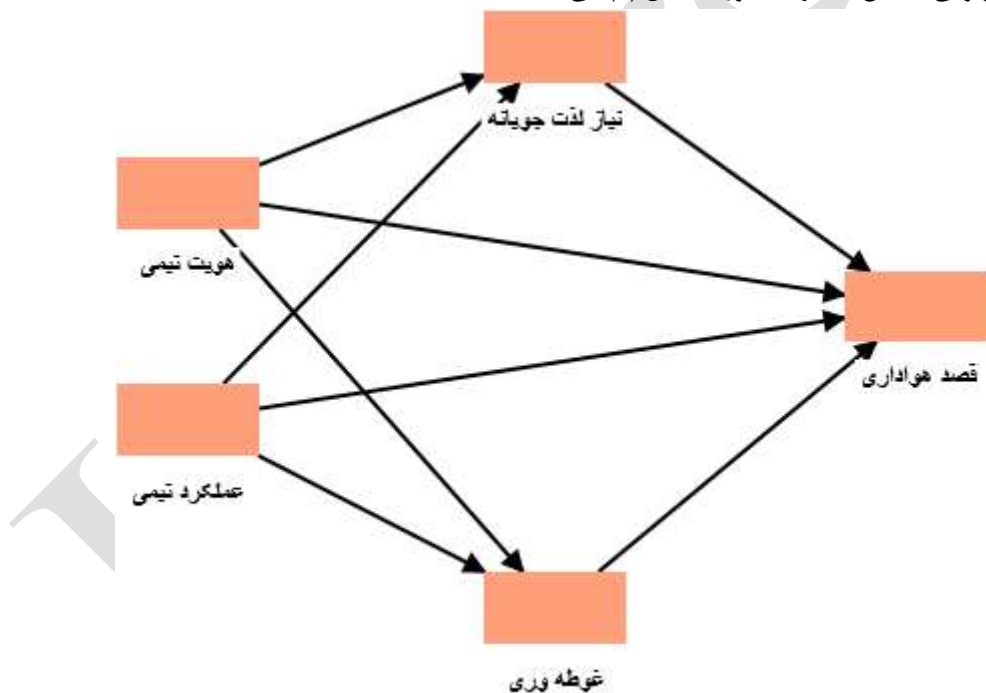 نیاز لذت جویانه
هویت تیمی
قصد هواداری
عملکرد تیمی
غوطه وری